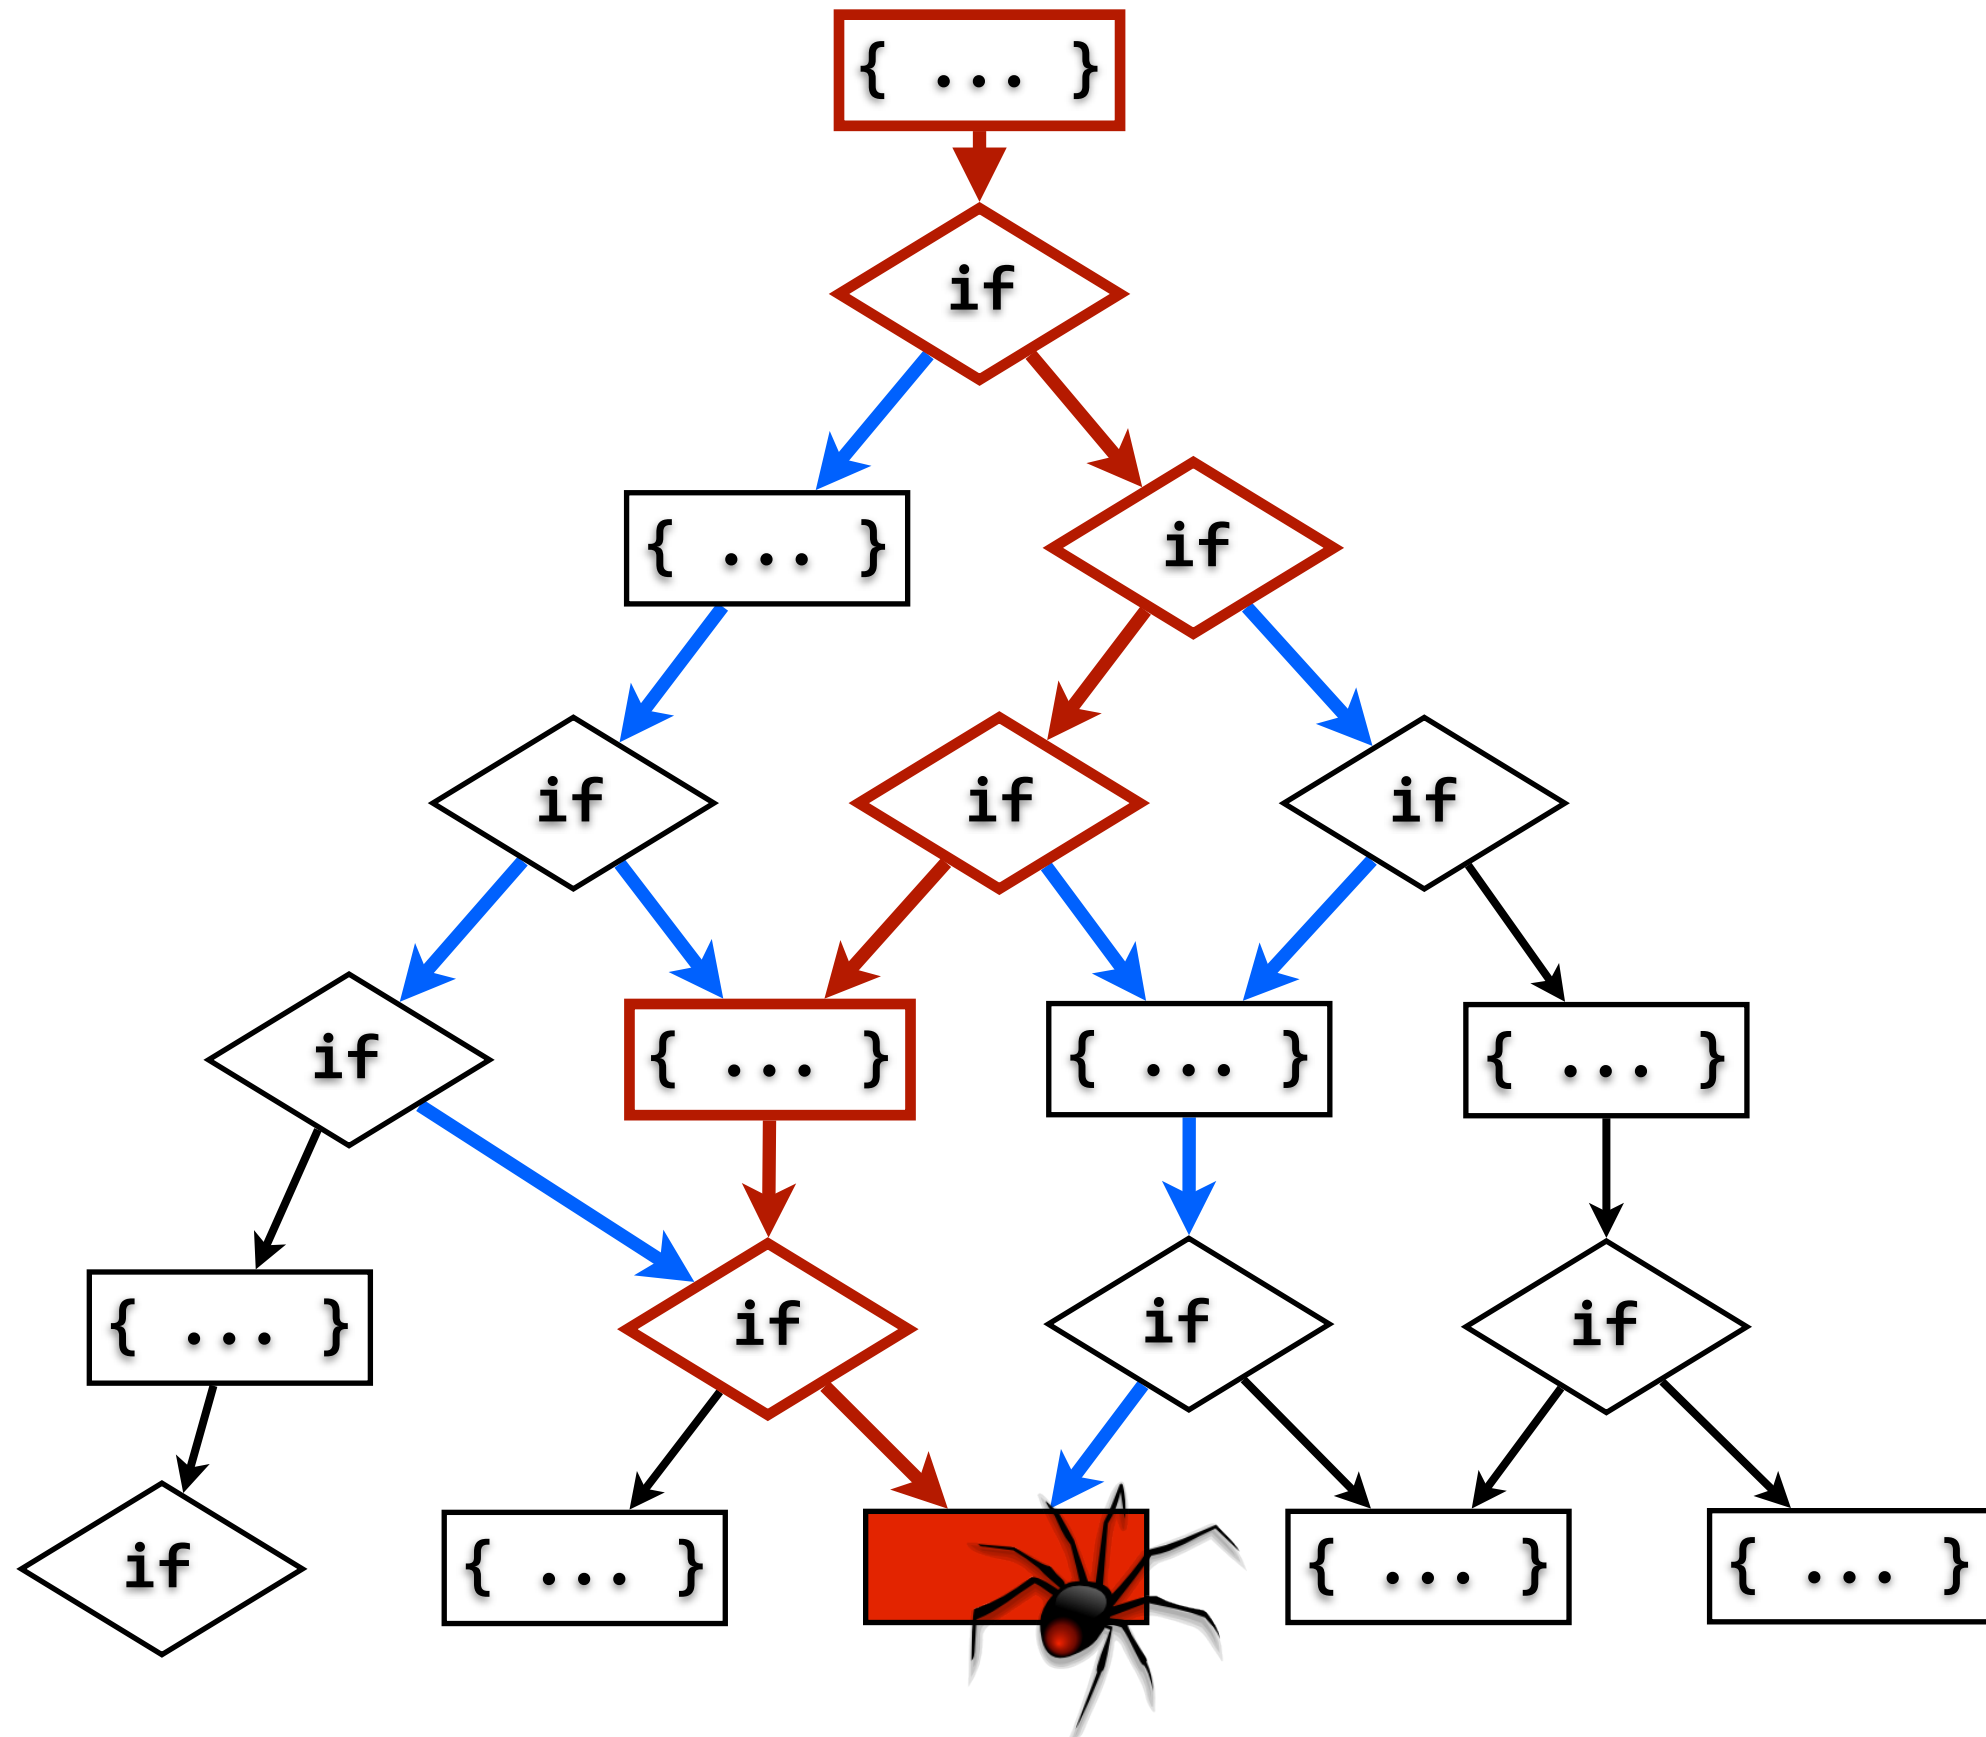 { ... }
if
{ ... }
if
if
if
if
if
{ ... }
{ ... }
{ ... }
{ ... }
if
if
if
if
{ ... }
{ ... }
{ ... }